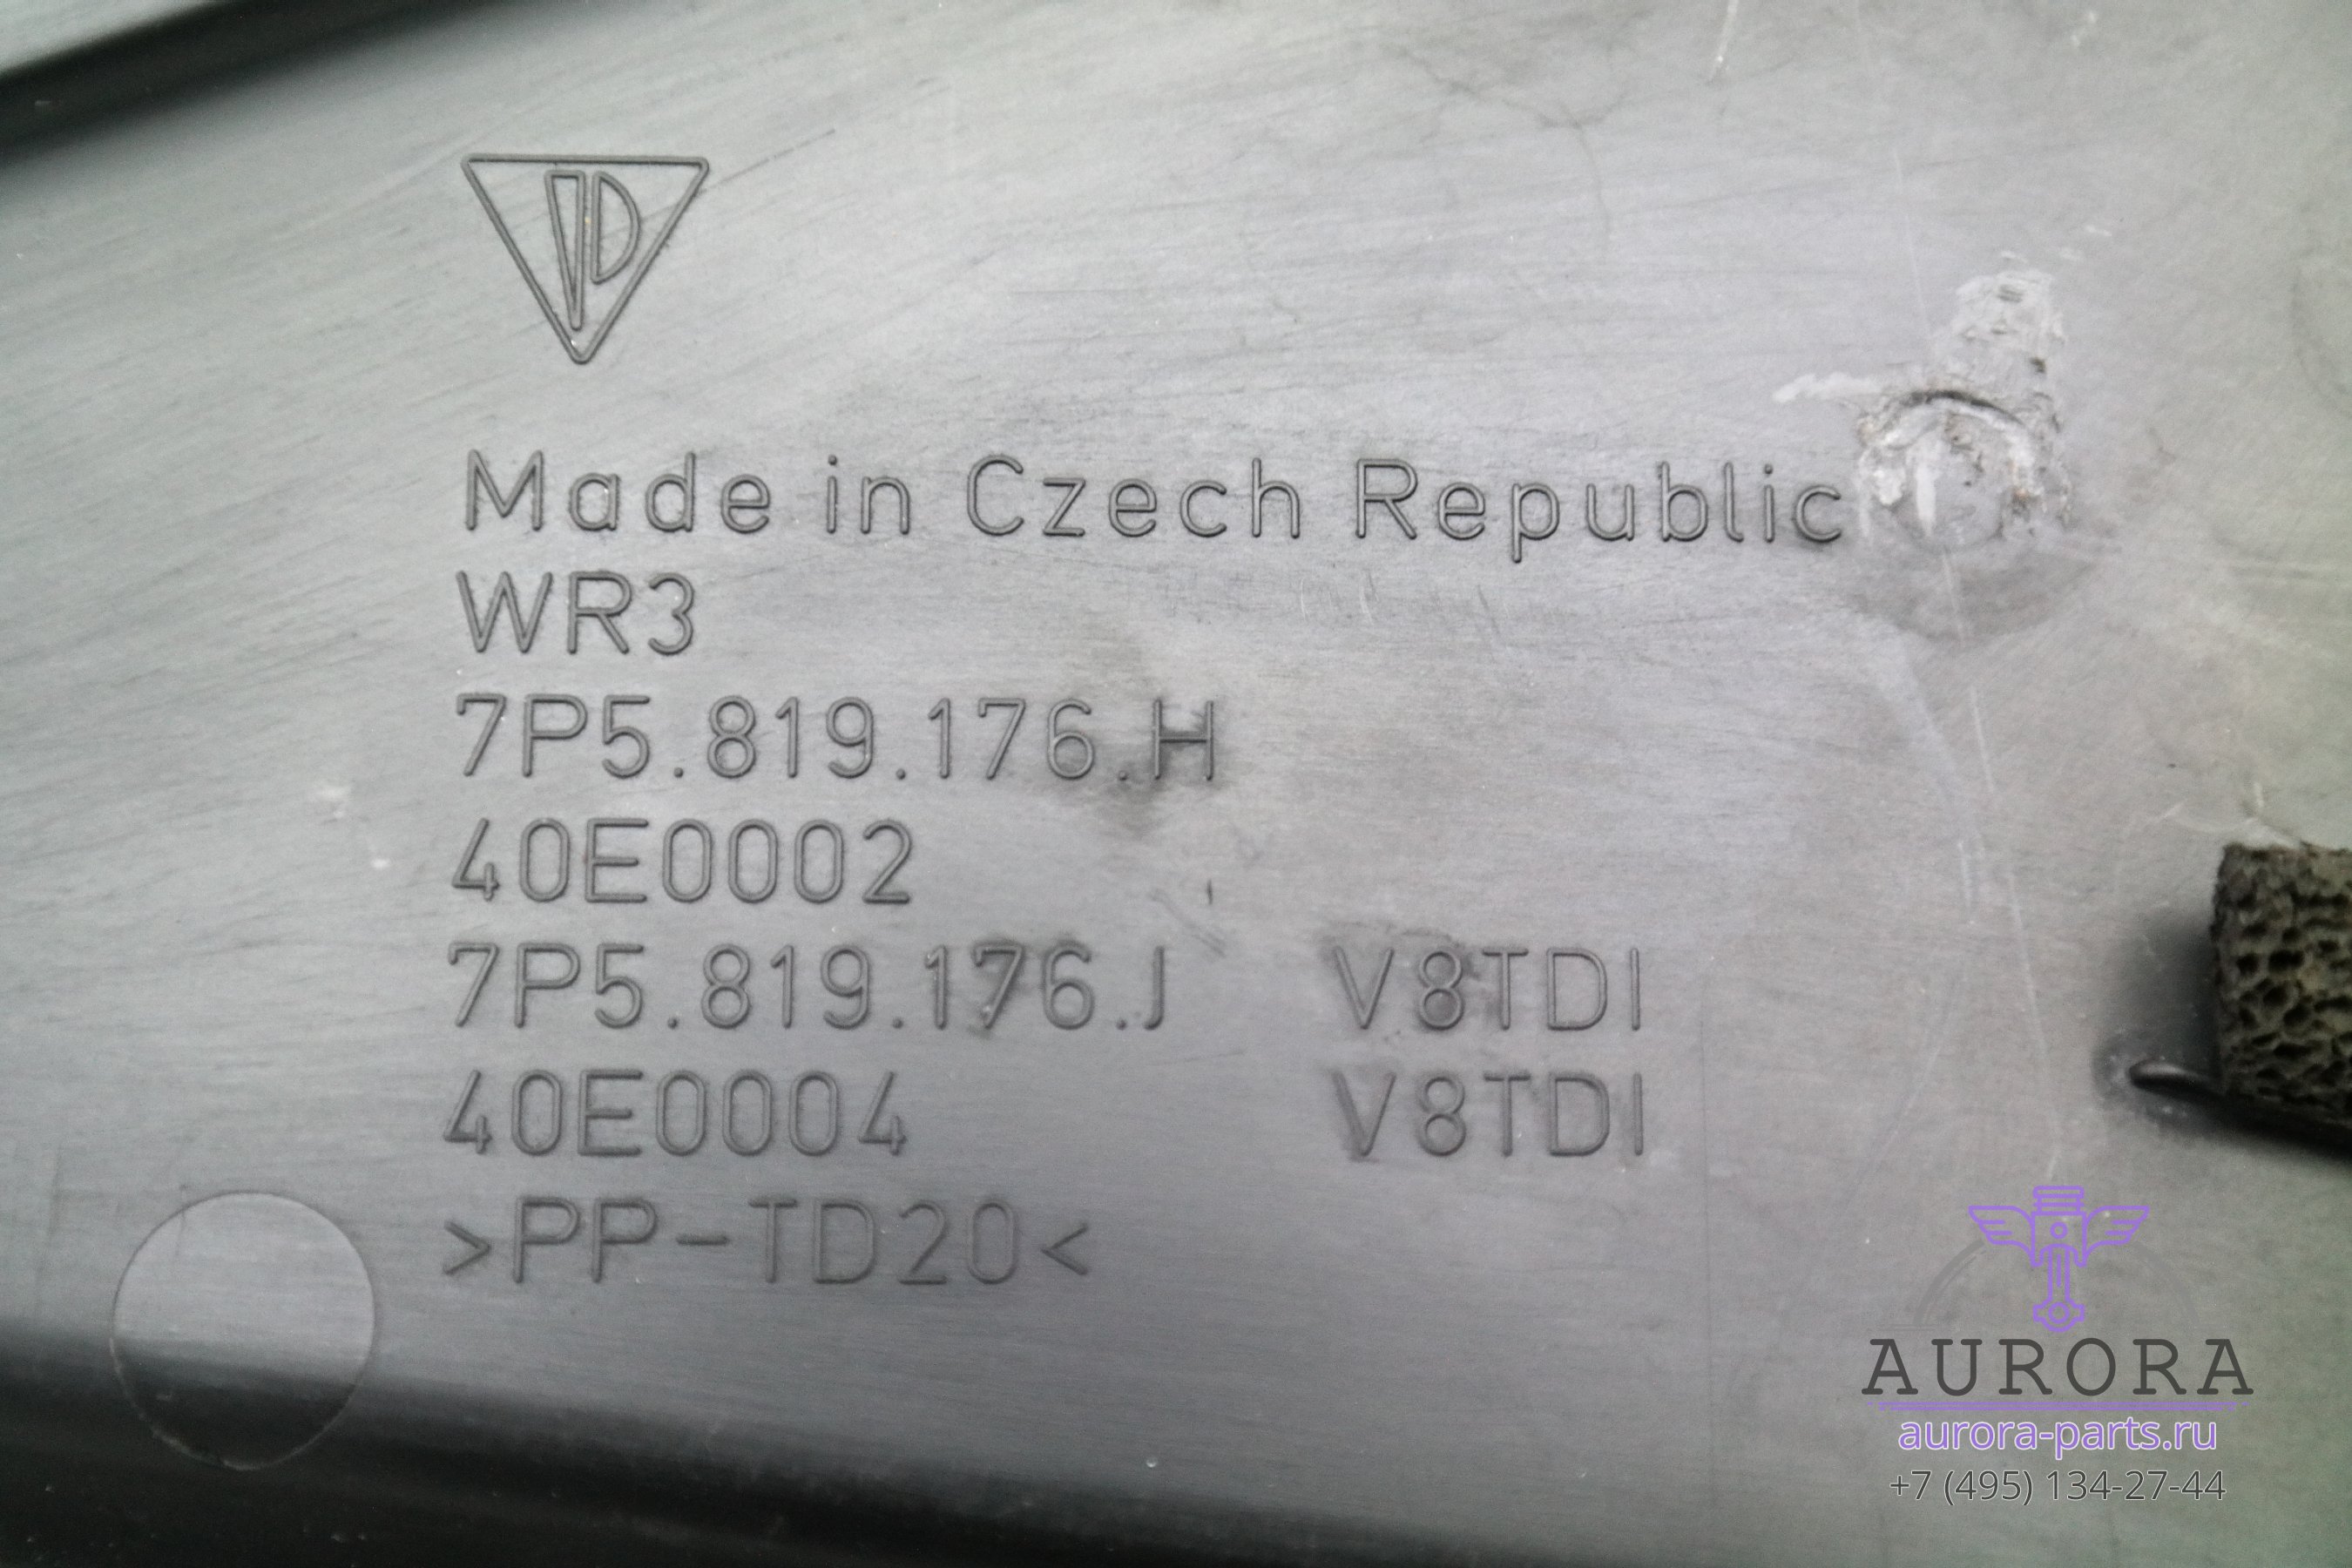 Made in Czech Republic
WR3
7P5.819.176.H
40E0002
7P5.819.176.J V8TDI
40E0004 V8TDI
>PP-TD20<
AURORA
aurora-parts.ru
+7 (495) 134-27-44